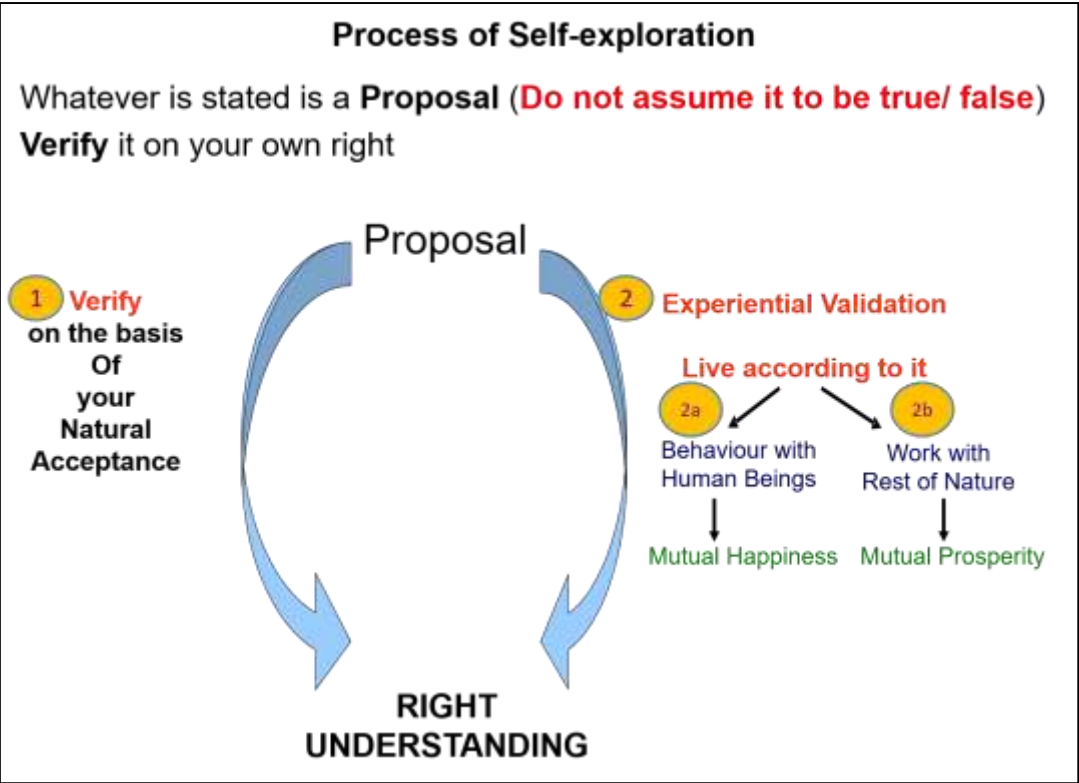 Process of Self-exploration
Whatever is stated is a Proposal (Do not assume it to be true/ false)
Verify it on your own right
Proposal
1 Verify
on the basis
Of
your
Natural
Acceptance
2 Experiential Validation
Live according to it
2a
2b
Behaviour with
Human Beings
Work with
Rest of Nature
Mutual Happiness
Mutual Prosperity
RIGHT
UNDERSTANDING